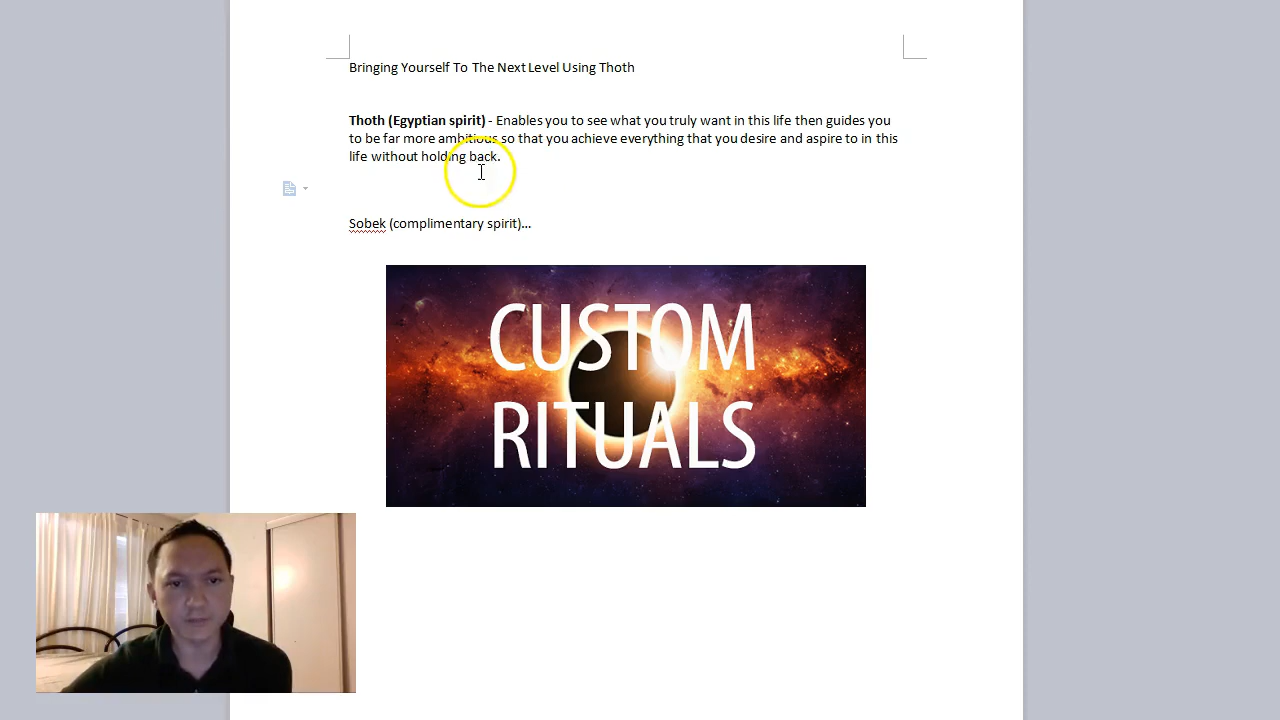 Bringing Yourself To The Next Level Using Thoth
Thoth (Egyptian spirit) - Enables you to see what you truly want in this life then guides you
to be far more ambitious so that you achieve everything that you desire and aspire to in this
life without holding back.
Sobek (complimentary spirit)...
CUSTOM
RITUALS